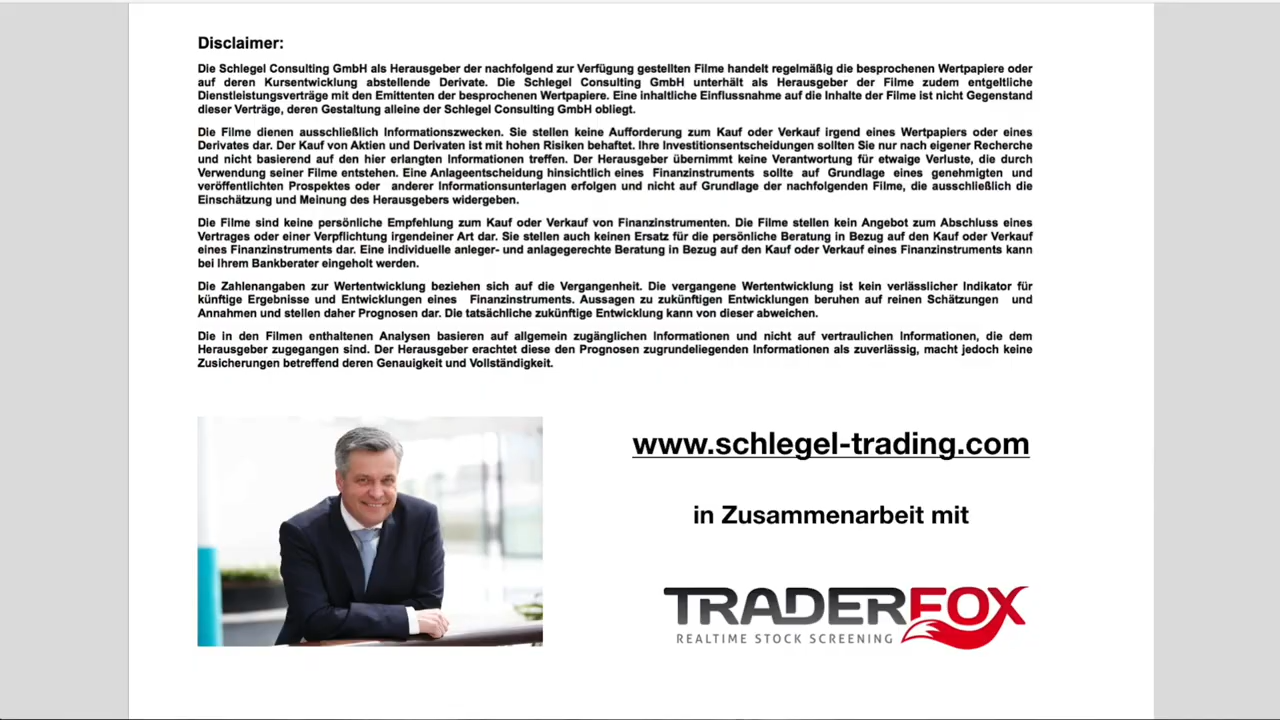 Disclaimer:
Die Schlegel Consulting GmbH als Herausgeber der nachfolgend zur Verfügung gestellten Filme handelt regelmäßig die besprochenen Wertpapiere oder
auf deren Kursentwicklung abstellende Derivate. Die Schlegel Consulting GmbH unterhält als Herausgeber der Filme zudem entgeltliche
Dienstleistungsverträge mit den Emittenten der besprochenen Wertpapiere. Eine inhaltliche Einflussnahme auf die Inhalte der Filme ist nicht Gegenstand
dieser Verträge, deren Gestaltung alleine der Schlegel Consulting GmbH obliegt.
Die Filme dienen ausschließlich Informationszwecken. Sie stellen keine Aufforderung zum Kauf oder Verkauf irgend eines Wertpapiers oder eines
Derivates dar. Der Kauf von Aktien und Derivaten ist mit hohen Risiken behaftet. Ihre Investitionsentscheidungen sollten Sie nur nach eigener Recherche
und nicht basierend auf den hier erlangten Informationen treffen. Der Herausgeber übernimmt keine Verantwortung für etwaige Verluste, die durch
Verwendung seiner Filme entstehen. Eine Anlageentscheidung hinsichtlich eines Finanzinstruments sollte auf Grundlage eines genehmigten und
veröffentlichten Prospektes oder anderer Informationsunterlagen erfolgen und nicht auf Grundlage der nachfolgenden Filme, die ausschließlich die
Einschätzung und Meinung des Herausgebers widergeben.
Die Filme sind keine persönliche Empfehlung zum Kauf oder Verkauf von Finanzinstrumenten. Die Filme stellen kein Angebot zum Abschluss eines
Vertrages oder einer Verpflichtung irgendeiner Art dar. Sie stellen auch keinen Ersatz für die persönliche Beratung in Bezug auf den Kauf oder Verkauf
eines Finanzinstruments dar. Eine individuelle anleger- und anlagegerechte Beratung in Bezug auf den Kauf oder Verkauf eines Finanzinstruments kann
bei Ihrem Bankberater eingeholt werden.
Die Zahlenangaben zur Wertentwicklung beziehen sich auf die Vergangenheit. Die vergangene Wertentwicklung ist kein verlässlicher Indikator für
künftige Ergebnisse und Entwicklungen eines Finanzinstruments. Aussagen zu zukünftigen Entwicklungen beruhen auf reinen Schätzungen und
Annahmen und stellen daher Prognosen dar. Die tatsächliche zukünftige Entwicklung kann von dieser abweichen.
Die in den Filmen enthaltenen Analysen basieren auf allgemein zugänglichen Informationen und nicht auf vertraulichen Informationen, die dem
Herausgeber zugegangen sind. Der Herausgeber erachtet diese den Prognosen zugrundeliegenden Informationen als zuverlässig, macht jedoch keine
Zusicherungen betreffend deren Genauigkeit und Vollständigkeit.
www.schlegel-trading.com
in Zusammenarbeit mit
TRADERFOX
REALTIME STOCK SCREENING